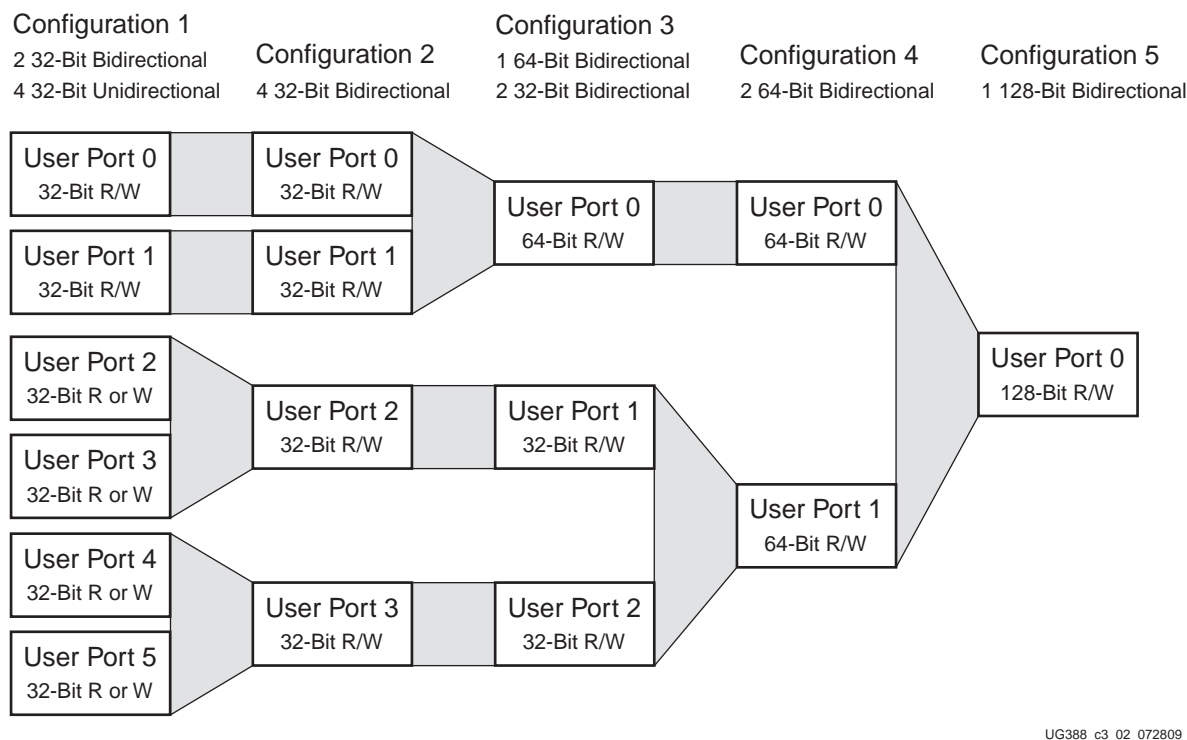 Configuration 1
2 32-Bit Bidirectional
4 32-Bit Unidirectional
Configuration 2
4 32-Bit Bidirectional
Configuration 3
1 64-Bit Bidirectional
2 32-Bit Bidirectional
Configuration 4
2 64-Bit Bidirectional
Configuration 5
1 128-Bit Bidirectional
User Port 0
32-Bit R/W
User Port 1
32-Bit R/W
User Port 2
32-Bit R or W
User Port 3
32-Bit R or W
User Port 4
32-Bit R or W
User Port 5
32-Bit R or W
User Port 0
32-Bit R/W
User Port 1
32-Bit R/W
User Port 2
32-Bit R/W
User Port 3
32-Bit R/W
User Port 0
64-Bit R/W
User Port 1
32-Bit R/W
User Port 2
32-Bit R/W
User Port 0
64-Bit R/W
User Port 1
64-Bit R/W
User Port 0
128-Bit R/W
UG388_c3_02_072809